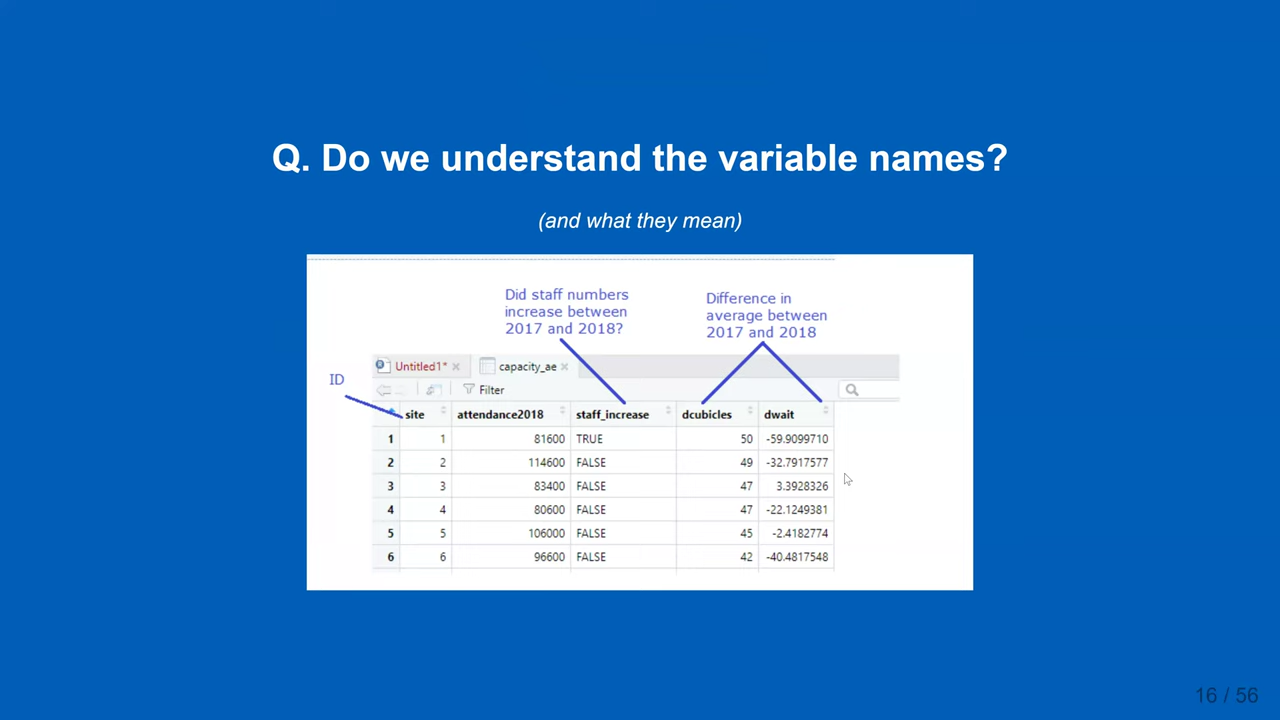 Q. Do we understand the variable names?
(and what they mean)
Did staff numbers
increase between
2017 and 2018?
Difference in
average between
2017 and 2018
ID
Untitled1* capacity_ae
Filter
site attendance2018 staff_increase dcubicles dwait
1 1 81600 TRUE 50 -59.9099710
2 2 114600 FALSE 49 -32.7917577
3 3 83400 FALSE 47 3.3928326
4 4 80600 FALSE 47 -22.1249381
5 5 106000 FALSE 45 -2.4182774
6 6 96600 FALSE 42 -40.4817548
16 / 56